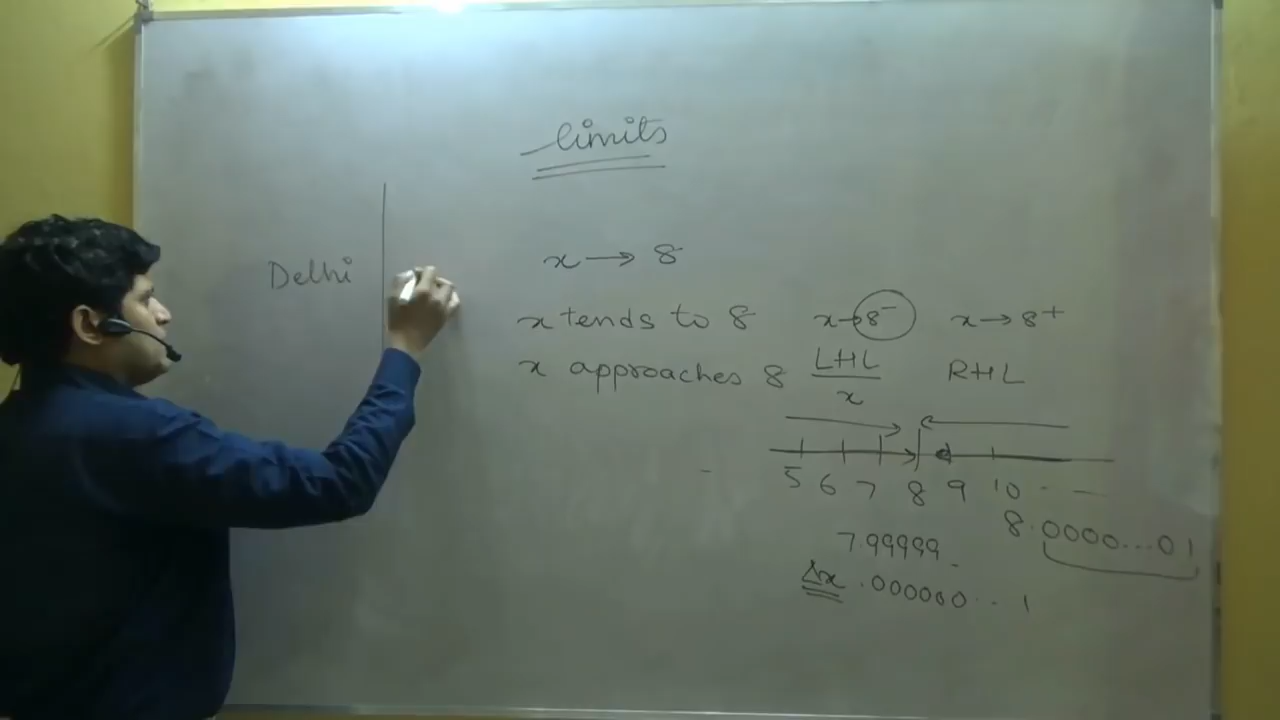 limits
Delhi
x → 8
x tends to 8
x → 8⁻
x → 8+
x approaches 8
LHL
RHL
x
5 6 7 8 9 10 . —
8.0000...01
7.99999
Δx .000000... 1